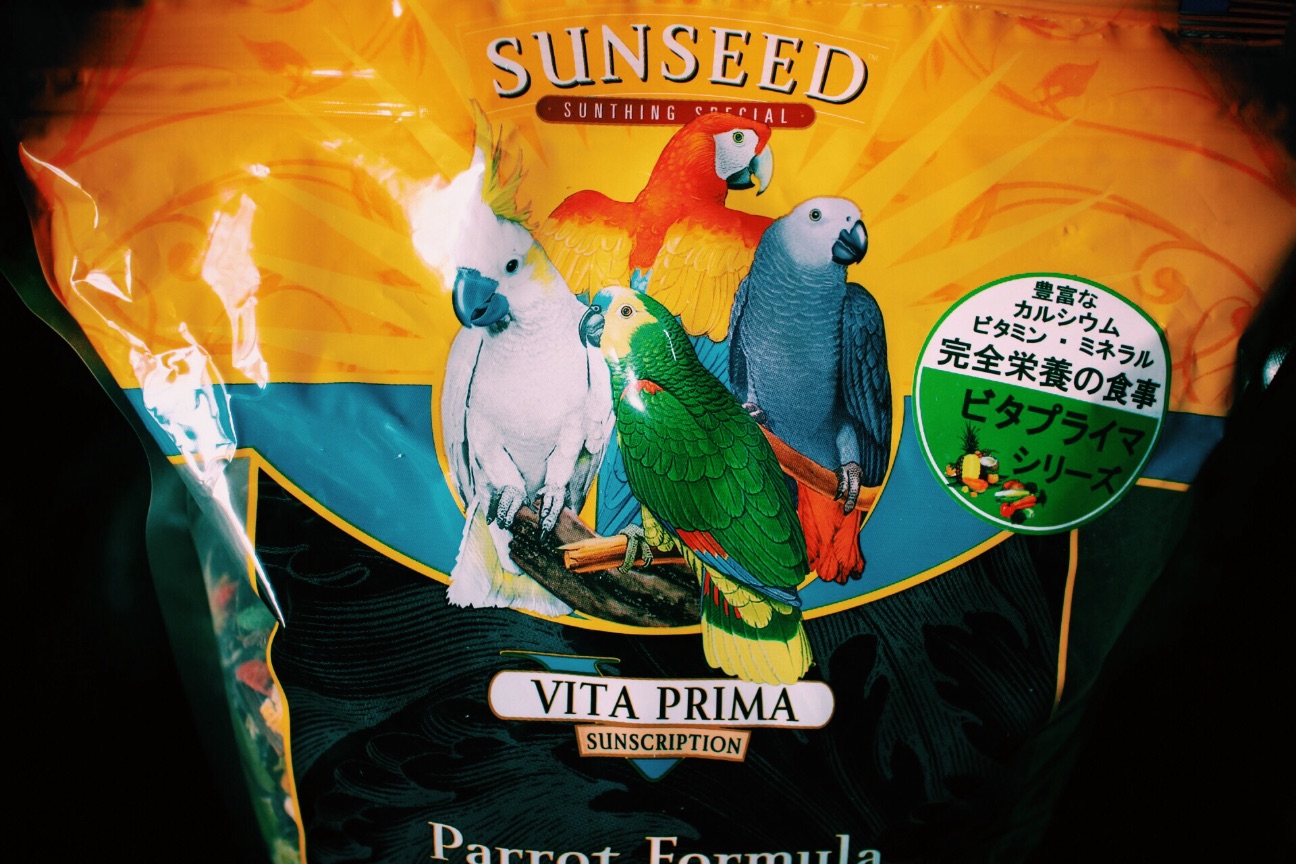 SUNSEED
SUNTHING SPECIAL
豊富な
カルシウム
ビタミン・ミネラル
完全栄養の食事
ビタプライマ
シリーズ
VITA PRIMA
SUNSCRIPTION
Parrot Formula